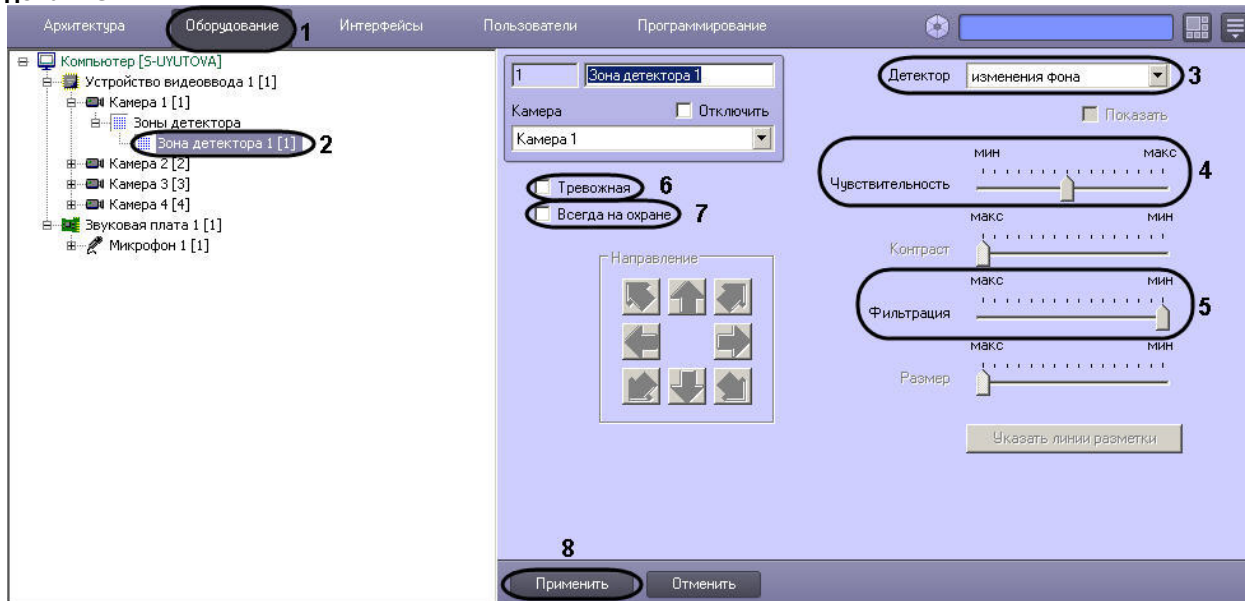 Архитектура Оборудование 1 Интерфейсы Пользователи Программирование
Компьютер [S-UYUTOVA]
Устройство видеоввода 1 [1]
Камера 1 [1]
Зоны детектора
Зона детектора 1 [1] 2
Камера 2 [2]
Камера 3 [3]
Камера 4 [4]
Звуковая плата 1 [1]
Микрофон 1 [1]
1 Зона детектора 1
Камера Отключить
Камера 1
Тревожная 6
Всегда на охране 7
Направление
Детектор изменения фона 3
Показать
мин макс
Чувствительность 4
макс мин
Контраст
макс мин
Фильтрация 5
макс мин
Размер
Указать линии разметки
8
Применить Отменить